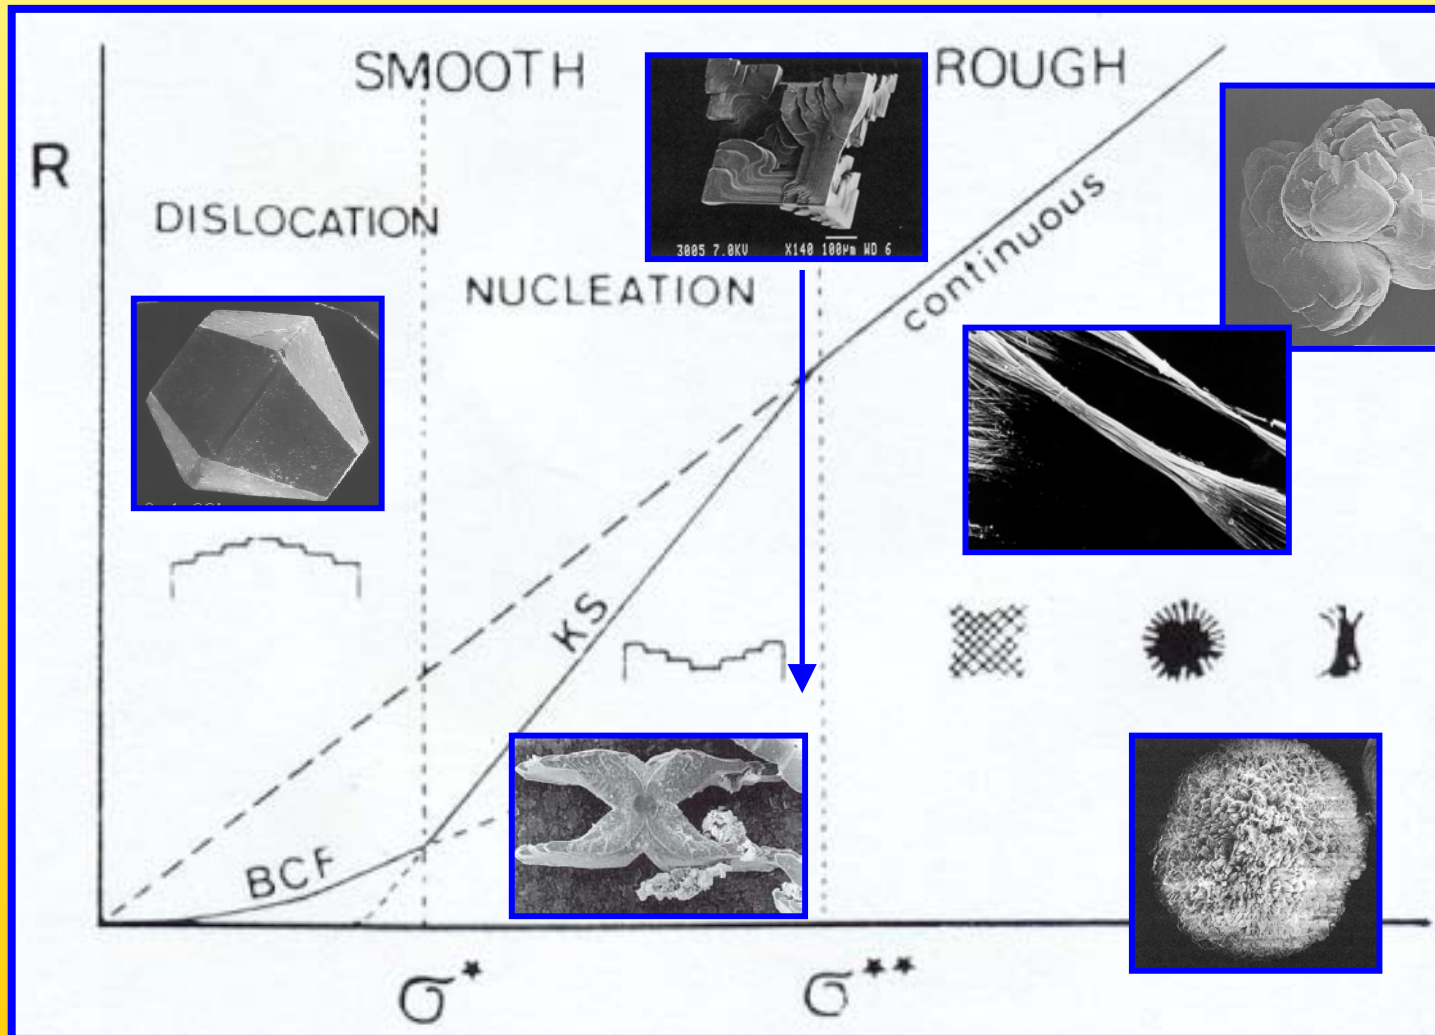 SMOOTH
ROUGH
R
DISLOCATION
3005 7.0KV X140 100µm WD 6
continuous
NUCLEATION
KS
BCF
σ*
σ**